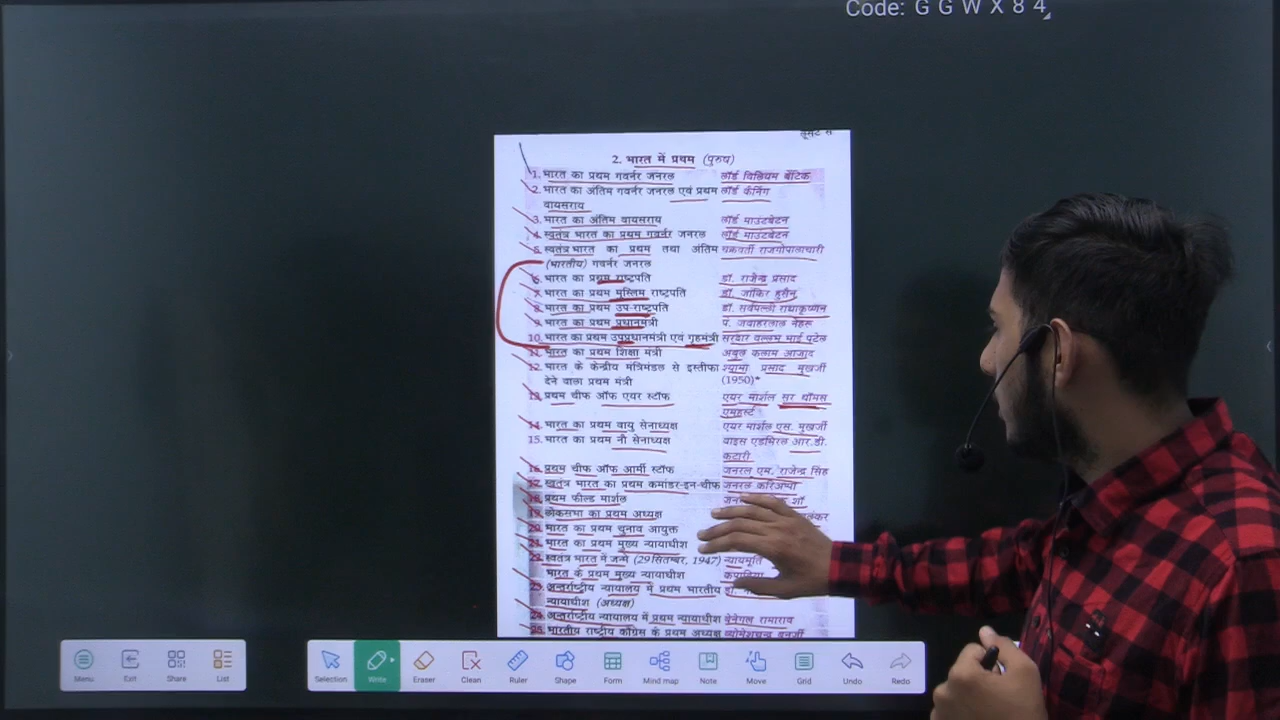 Code: G G W X 8 4
2. भारत में प्रथम (पुरुष)
1. भारत का प्रथम गवर्नर जनरल लॉर्ड विलियम बेंटिक
2. भारत का अंतिम गवर्नर जनरल एवं प्रथम लॉर्ड कैनिंग
वायसराय
3. भारत का अंतिम वायसराय लॉर्ड माउंटबेटन
4. स्वतंत्र भारत का प्रथम गवर्नर जनरल लॉर्ड माउंटबेटन
5. स्वतंत्र भारत का प्रथम तथा अंतिम चक्रवर्ती राजगोपालाचारी
(भारतीय) गवर्नर जनरल
6. भारत का प्रथम राष्ट्रपति डॉ. राजेन्द्र प्रसाद
7. भारत का प्रथम मुस्लिम राष्ट्रपति डॉ. जाकिर हुसैन
8. भारत का प्रथम उप-राष्ट्रपति डॉ. सर्वपल्ली राधाकृष्णन
9. भारत का प्रथम प्रधानमंत्री पं. जवाहरलाल नेहरू
10. भारत का प्रथम उपप्रधानमंत्री एवं गृहमंत्री सरदार वल्लभ भाई पटेल
11. भारत का प्रथम शिक्षा मंत्री अबुल कलाम आजाद
12. भारत के केन्द्रीय मंत्रिमंडल से इस्तीफा श्यामा प्रसाद मुखर्जी
देने वाला प्रथम मंत्री (1950)*
13. प्रथम चीफ ऑफ एयर स्टॉफ एयर मार्शल सर थॉमस
एमहर्स्ट
14. भारत का प्रथम वायु सेनाध्यक्ष एयर मार्शल एस. मुखर्जी
15. भारत का प्रथम नौ सेनाध्यक्ष वाइस एडमिरल आर.डी.
कटारी
16. प्रथम चीफ ऑफ आर्मी स्टॉफ जनरल एम. राजेन्द्र सिंह
17. स्वतंत्र भारत का प्रथम कमांडर-इन-चीफ जनरल करिअप्पा
18. प्रथम फील्ड मार्शल शॉ
19. लोकसभा का प्रथम अध्यक्ष
20. भारत का प्रथम चुनाव आयुक्त
21. भारत का प्रथम मुख्य न्यायाधीश
22. स्वतंत्र भारत में जन्मे (29 सितम्बर, 1947) न्यायमूर्ति
भारत के प्रथम मुख्य न्यायाधीश
23. अन्तर्राष्ट्रीय न्यायालय में प्रथम भारतीय डॉ.
न्यायाधीश (अध्यक्ष)
24. अन्तर्राष्ट्रीय न्यायालय में प्रथम न्यायाधीश बेनेगल रामाराव
25. भारतीय राष्ट्रीय काँग्रेस के प्रथम अध्यक्ष व्योमेशचन्द्र बनर्जी
Menu Exit Share List Selection Write Eraser Clean Ruler Shape Form Mind map Note Move Grid Undo Redo